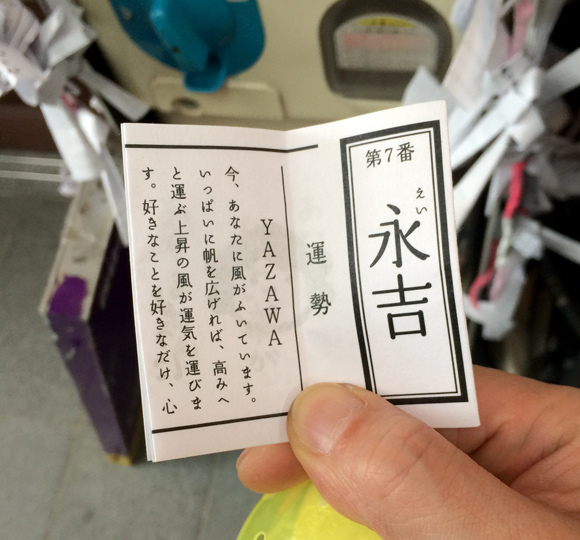 第7番
えい
永吉
運勢
YAZAWA
今、あなたに風がふいています。
いっぱいに帆を広げれば、高みへ
と運ぶ上昇の風が運気を運びま
す。好きなことを好きなだけ、心